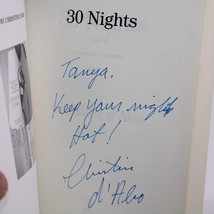 30 Nights
Tanya.
Keep Your nights
Hot!
Christine
d'Abo